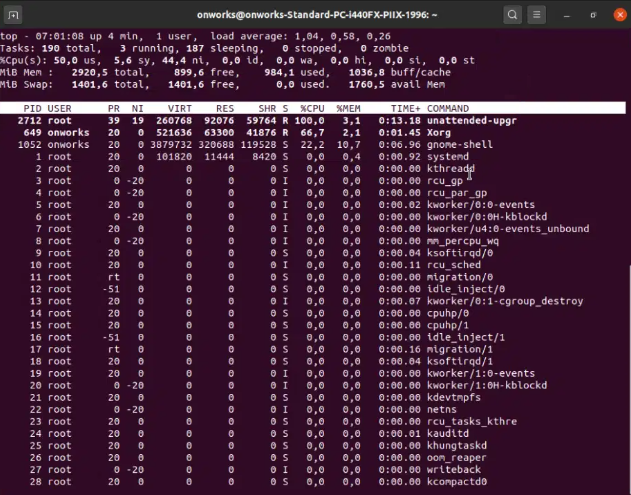 onworks@onworks-Standard-PC-i440FX-PIIX-1996: ~
top - 07:01:08 up 4 min,  1 user,  load average: 1,04, 0,58, 0,26
Tasks: 190 total,   3 running, 187 sleeping,   0 stopped,   0 zombie
%Cpu(s): 50,0 us,  5,6 sy, 44,4 ni,  0,0 id,  0,0 wa,  0,0 hi,  0,0 si,  0,0 st
MiB Mem :   2920,5 total,    899,6 free,    984,1 used,   1036,8 buff/cache
MiB Swap:   1401,6 total,   1401,6 free,      0,0 used.   1760,5 avail Mem
PID USER      PR  NI    VIRT    RES    SHR S  %CPU  %MEM     TIME+ COMMAND
2712 root      39  19  260768  92076  59764 R 100,0   3,1   0:13.18 unattended-upgr
649 onworks   20   0  521636  63300  41876 R  66,7   2,1   0:01.45 Xorg
1052 onworks   20   0 3879732 320688 119528 S  22,2  10,7   0:06.96 gnome-shell
1 root      20   0  101820  11444   8420 S   0,0   0,4   0:00.92 systemd
2 root      20   0       0      0      0 S   0,0   0,0   0:00.00 kthreadd
3 root       0 -20       0      0      0 I   0,0   0,0   0:00.00 rcu_gp
4 root       0 -20       0      0      0 I   0,0   0,0   0:00.00 rcu_par_gp
5 root      20   0       0      0      0 I   0,0   0,0   0:00.02 kworker/0:0-events
6 root       0 -20       0      0      0 I   0,0   0,0   0:00.00 kworker/0:0H-kblockd
7 root      20   0       0      0      0 I   0,0   0,0   0:00.00 kworker/u4:0-events_unbound
8 root       0 -20       0      0      0 I   0,0   0,0   0:00.00 mm_percpu_wq
9 root      20   0       0      0      0 S   0,0   0,0   0:00.04 ksoftirqd/0
10 root      20   0       0      0      0 I   0,0   0,0   0:00.11 rcu_sched
11 root      rt   0       0      0      0 S   0,0   0,0   0:00.00 migration/0
12 root     -51   0       0      0      0 S   0,0   0,0   0:00.00 idle_inject/0
13 root      20   0       0      0      0 I   0,0   0,0   0:00.07 kworker/0:1-cgroup_destroy
14 root      20   0       0      0      0 S   0,0   0,0   0:00.00 cpuhp/0
15 root      20   0       0      0      0 S   0,0   0,0   0:00.00 cpuhp/1
16 root     -51   0       0      0      0 S   0,0   0,0   0:00.00 idle_inject/1
17 root      rt   0       0      0      0 S   0,0   0,0   0:00.16 migration/1
18 root      20   0       0      0      0 S   0,0   0,0   0:00.04 ksoftirqd/1
19 root      20   0       0      0      0 I   0,0   0,0   0:00.00 kworker/1:0-events
20 root       0 -20       0      0      0 I   0,0   0,0   0:00.00 kworker/1:0H-kblockd
21 root      20   0       0      0      0 S   0,0   0,0   0:00.00 kdevtmpfs
22 root       0 -20       0      0      0 I   0,0   0,0   0:00.00 netns
23 root      20   0       0      0      0 S   0,0   0,0   0:00.00 rcu_tasks_kthre
24 root      20   0       0      0      0 S   0,0   0,0   0:00.01 kauditd
25 root      20   0       0      0      0 S   0,0   0,0   0:00.00 khungtaskd
26 root      20   0       0      0      0 S   0,0   0,0   0:00.00 oom_reaper
27 root       0 -20       0      0      0 I   0,0   0,0   0:00.00 writeback
28 root      20   0       0      0      0 S   0,0   0,0   0:00.00 kcompactd0